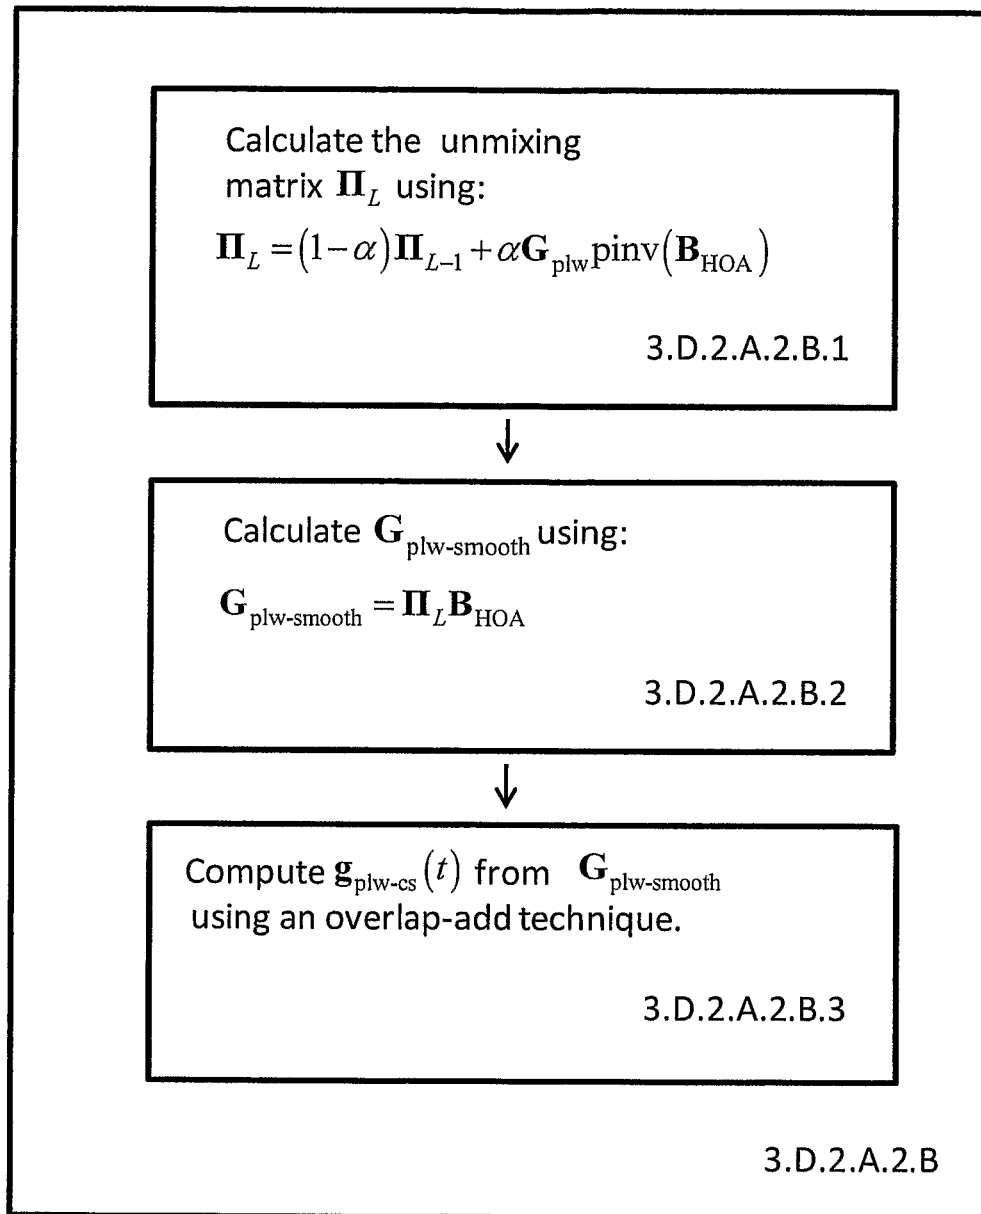 Calculate the unmixing
matrix 𝚷_L using:
𝚷_L = (1−α)𝚷_{L−1} + α𝐆_plw pinv(𝐁_HOA)
3.D.2.A.2.B.1
Calculate 𝐆_plw-smooth using:
𝐆_plw-smooth = 𝚷_L 𝐁_HOA
3.D.2.A.2.B.2
Compute 𝐠_plw-cs(t) from 𝐆_plw-smooth
using an overlap-add technique.
3.D.2.A.2.B.3
3.D.2.A.2.B